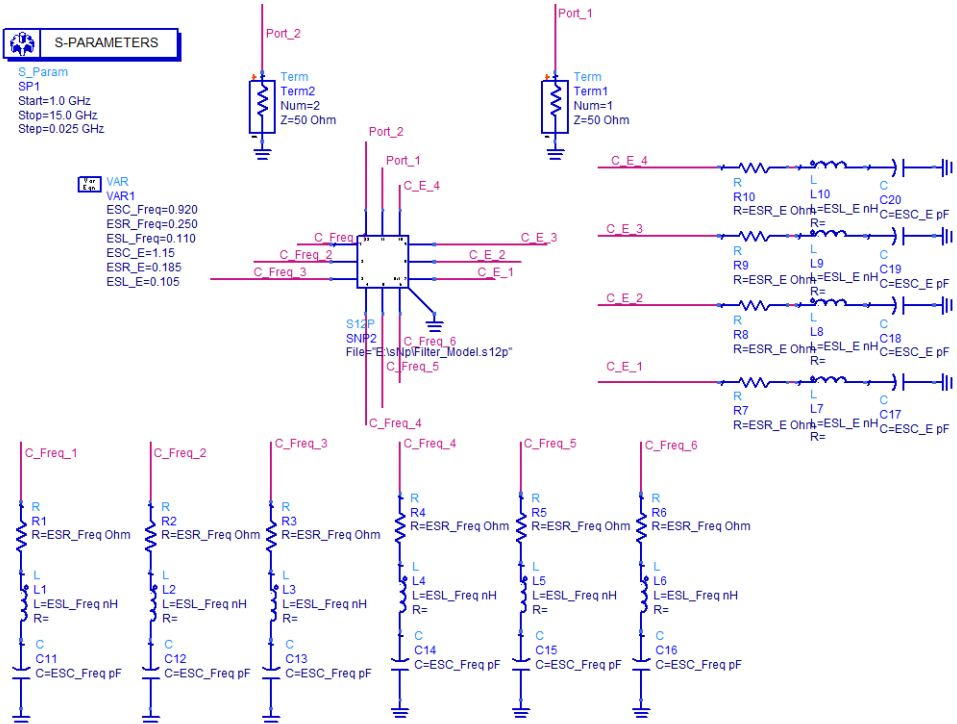 S-PARAMETERS
S_Param
SP1
Start=1.0 GHz
Stop=15.0 GHz
Step=0.025 GHz
Port_2
Term
Term2
Num=2
Z=50 Ohm
Port_1
Term
Term1
Num=1
Z=50 Ohm
Var
Eqn
VAR
VAR1
ESC_Freq=0.920
ESR_Freq=0.250
ESL_Freq=0.110
ESC_E=1.15
ESR_E=0.185
ESL_E=0.105
Port_2
Port_1
C_E_4
C_Freq
C_Freq_2
C_Freq_3
C_E_3
C_E_2
C_E_1
S12P
SNP2
File="E:\sNp\Filter_Model.s12p"
C_Freq_6
C_Freq_5
C_Freq_4
C_E_4
R
R10
R=ESR_E Ohm
L
L10
L=ESL_E nH
R=
C
C20
C=ESC_E pF
C_E_3
R
R9
R=ESR_E Ohm
L
L9
L=ESL_E nH
R=
C
C19
C=ESC_E pF
C_E_2
R
R8
R=ESR_E Ohm
L
L8
L=ESL_E nH
R=
C
C18
C=ESC_E pF
C_E_1
R
R7
R=ESR_E Ohm
L
L7
L=ESL_E nH
R=
C
C17
C=ESC_E pF
C_Freq_1
R
R1
R=ESR_Freq Ohm
L
L1
L=ESL_Freq nH
R=
C
C11
C=ESC_Freq pF
C_Freq_2
R
R2
R=ESR_Freq Ohm
L
L2
L=ESL_Freq nH
R=
C
C12
C=ESC_Freq pF
C_Freq_3
R
R3
R=ESR_Freq Ohm
L
L3
L=ESL_Freq nH
R=
C
C13
C=ESC_Freq pF
C_Freq_4
R
R4
R=ESR_Freq Ohm
L
L4
L=ESL_Freq nH
R=
C
C14
C=ESC_Freq pF
C_Freq_5
R
R5
R=ESR_Freq Ohm
L
L5
L=ESL_Freq nH
R=
C
C15
C=ESC_Freq pF
C_Freq_6
R
R6
R=ESR_Freq Ohm
L
L6
L=ESL_Freq nH
R=
C
C16
C=ESC_Freq pF